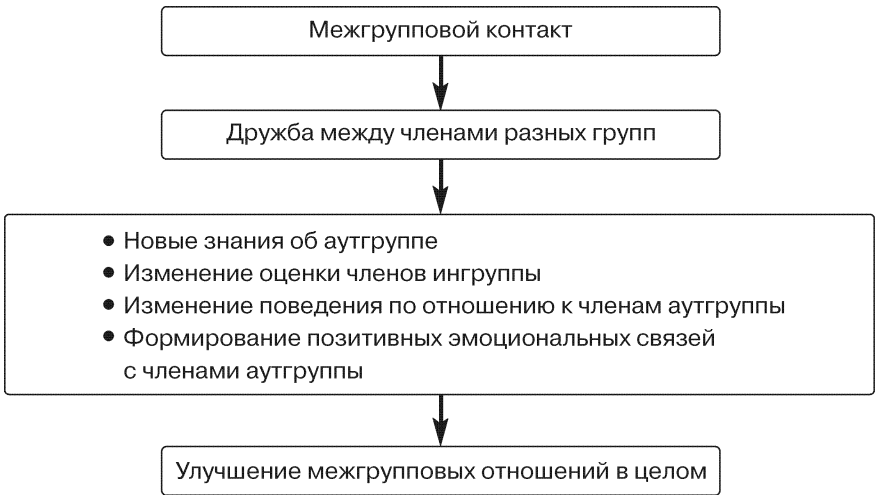 Межгрупповой контакт
Дружба между членами разных групп
● Новые знания об аутгруппе
● Изменение оценки членов ингруппы
● Изменение поведения по отношению к членам аутгруппы
● Формирование позитивных эмоциональных связей
с членами аутгруппы
Улучшение межгрупповых отношений в целом